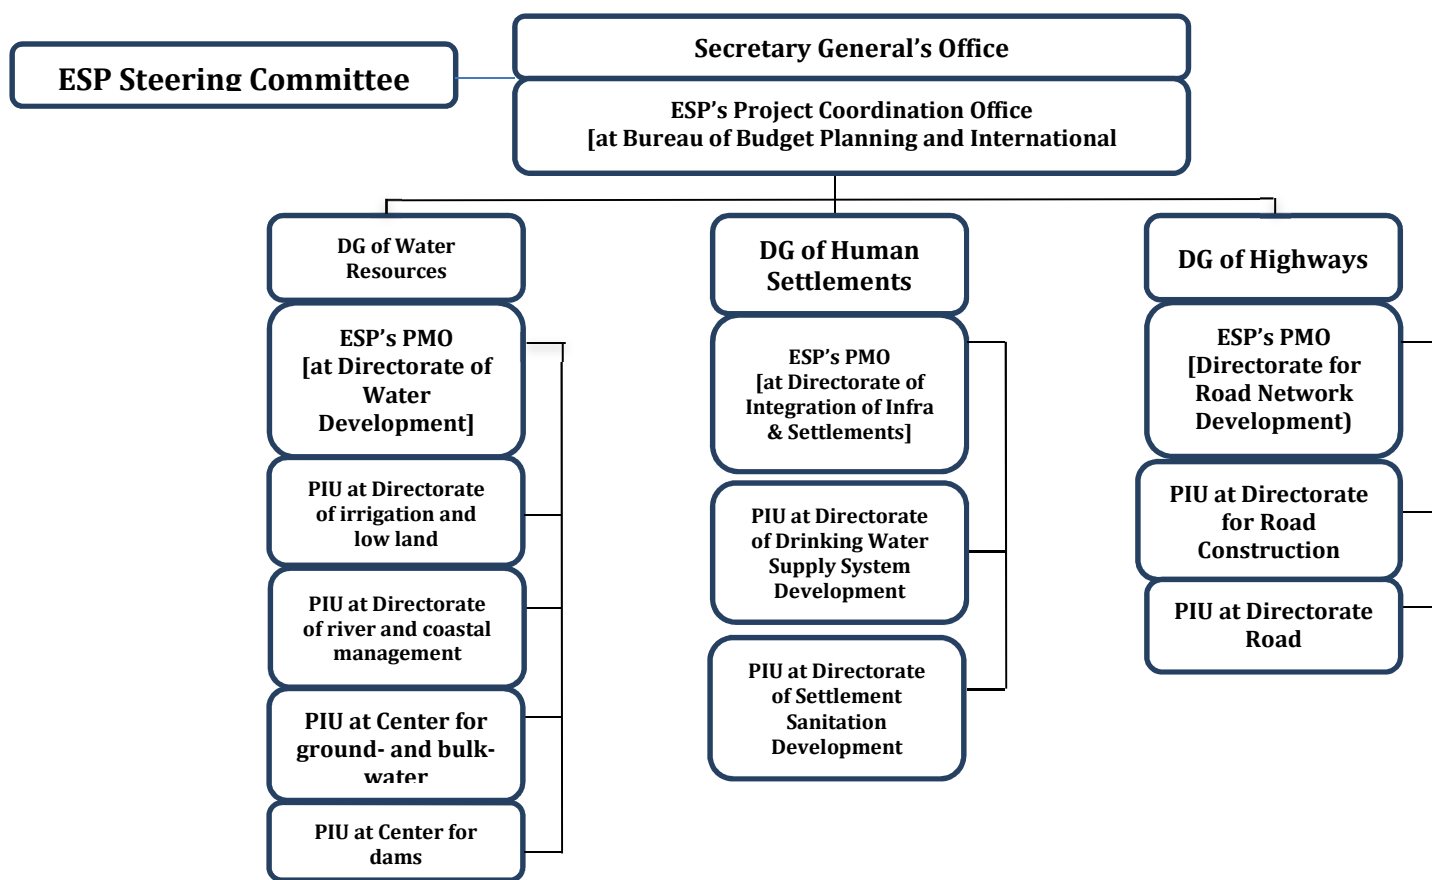 ESP Steering Committee
Secretary General’s Office
ESP’s Project Coordination Office
[at Bureau of Budget Planning and International
DG of Water
Resources
ESP’s PMO
[at Directorate of
Water
Development]
PIU at Directorate
of irrigation and
low land
PIU at Directorate
of river and coastal
management
PIU at Center for
ground- and bulk-
water
PIU at Center for
dams
DG of Human
Settlements
ESP’s PMO
[at Directorate of
Integration of Infra
& Settlements]
PIU at Directorate
of Drinking Water
Supply System
Development
PIU at Directorate
of Settlement
Sanitation
Development
DG of Highways
ESP’s PMO
[Directorate for
Road Network
Development)
PIU at Directorate
for Road
Construction
PIU at Directorate
Road